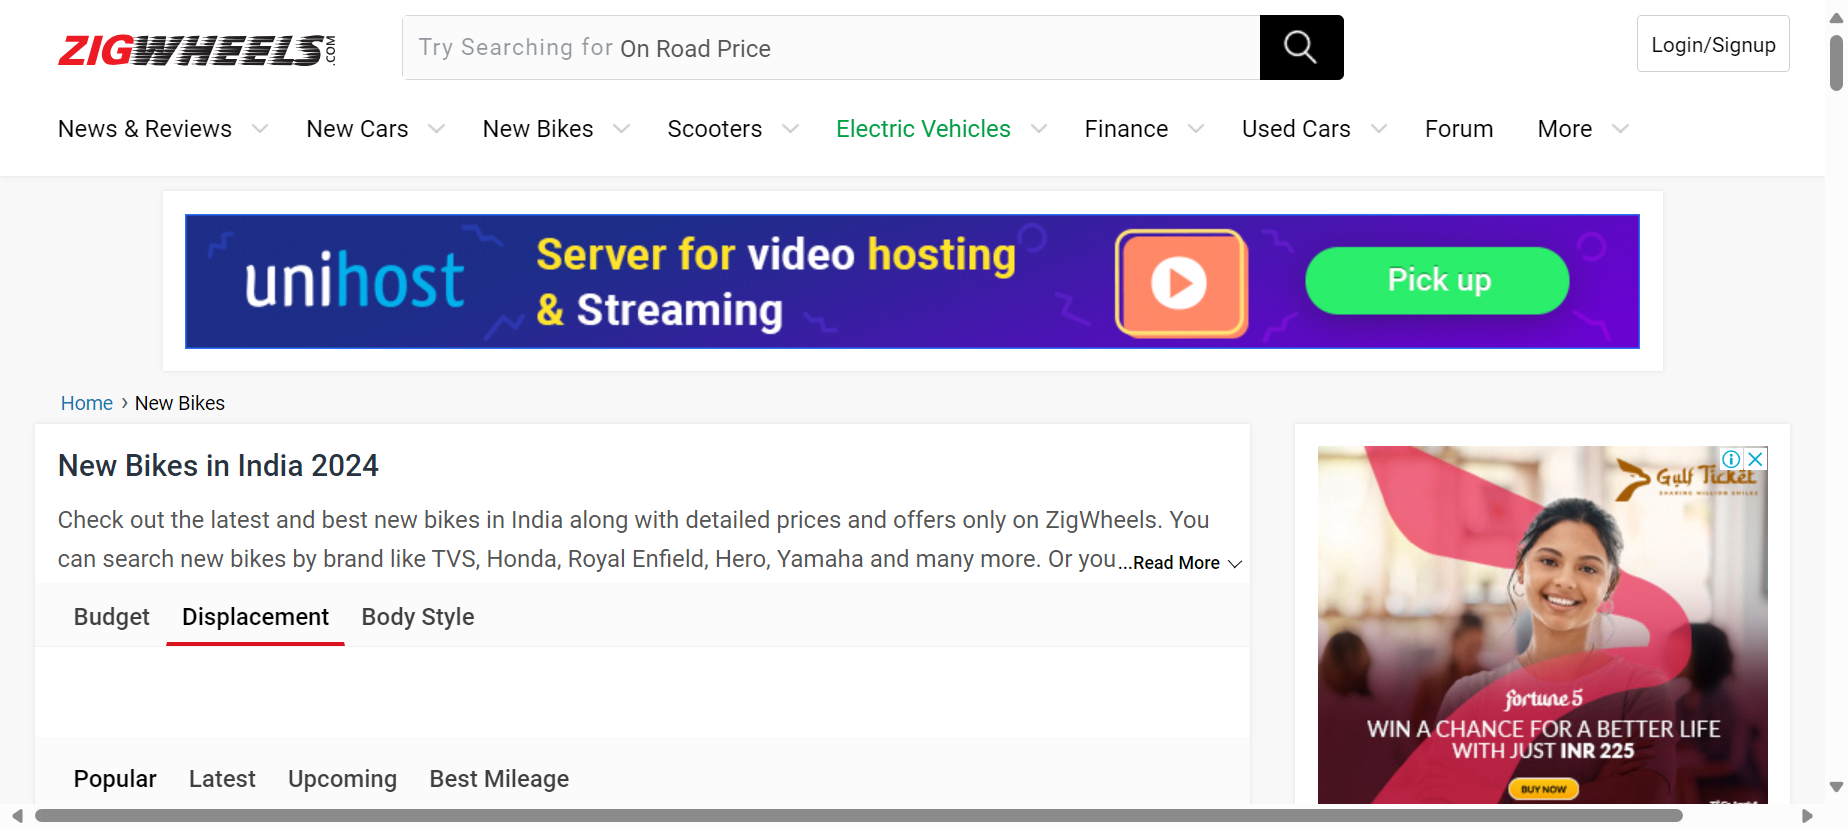 ZIGWHEELS.COM
Try Searching for On Road Price
Login/Signup
News & Reviews New Cars New Bikes Scooters Electric Vehicles Finance Used Cars Forum More
unihost
Server for video hosting
& Streaming
Pick up
Home › New Bikes
New Bikes in India 2024
Check out the latest and best new bikes in India along with detailed prices and offers only on ZigWheels. You
can search new bikes by brand like TVS, Honda, Royal Enfield, Hero, Yamaha and many more. Or you ...Read More
Budget Displacement Body Style
Popular Latest Upcoming Best Mileage
Gulf Ticket
SHARING MILLION SMILES
fortune 5
WIN A CHANCE FOR A BETTER LIFE
WITH JUST INR 225
BUY NOW